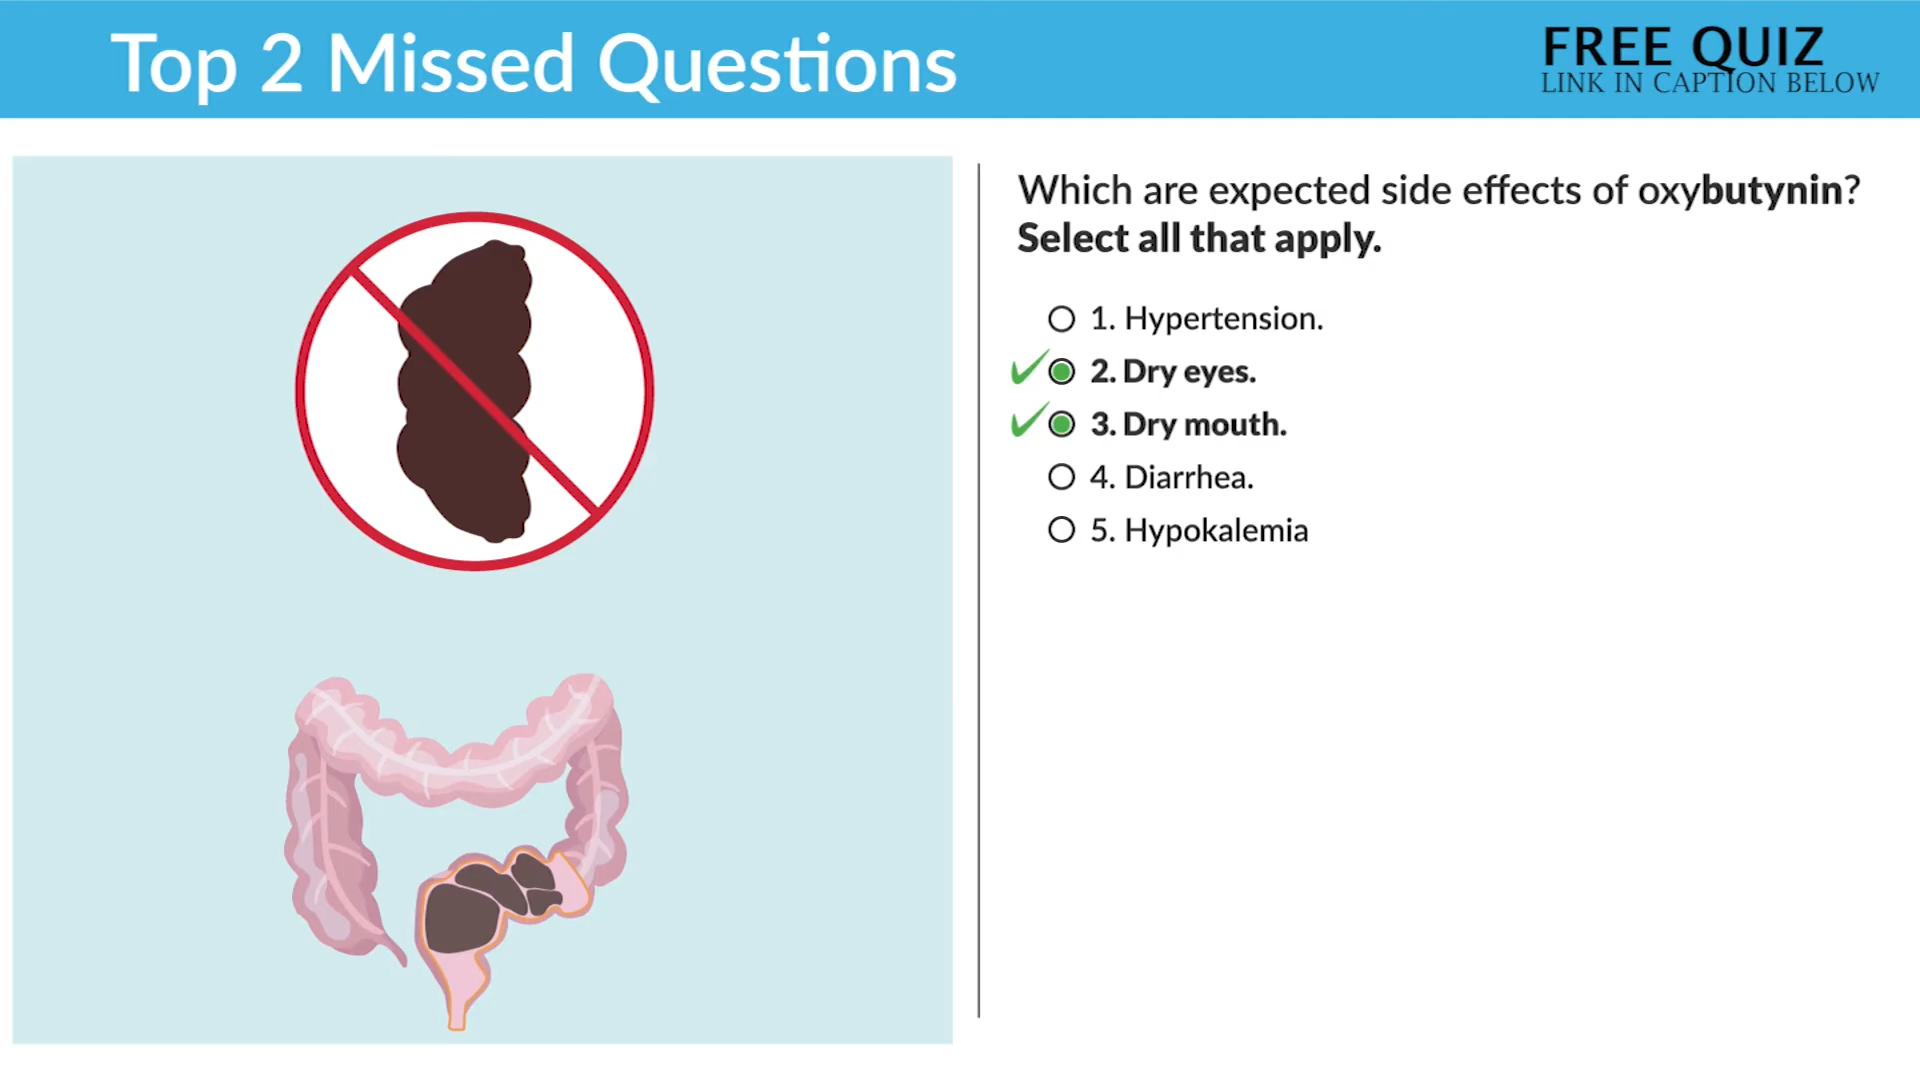 Top 2 Missed Questions
FREE QUIZ
LINK IN CAPTION BELOW
Which are expected side effects of oxybutynin?
Select all that apply.
1. Hypertension.
2. Dry eyes.
3. Dry mouth.
4. Diarrhea.
5. Hypokalemia